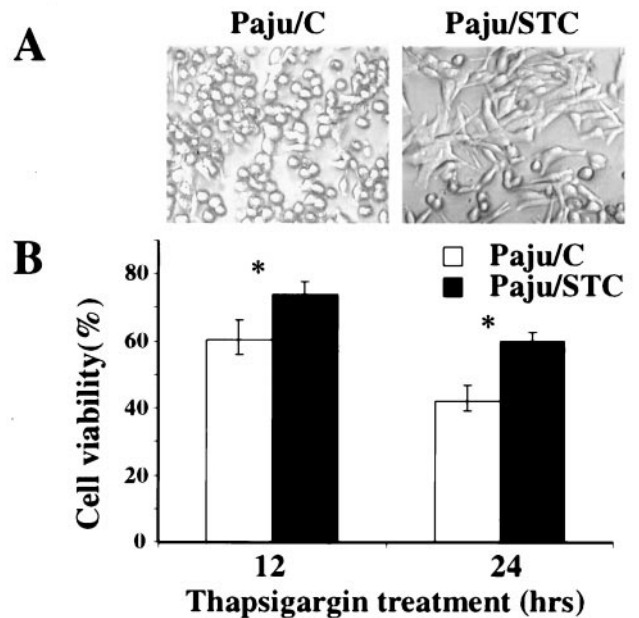 Paju/C Paju/STC
A
B
Paju/C
Paju/STC
*
*
80
60
40
20
0
Cell viability(%)
12 24
Thapsigargin treatment (hrs)